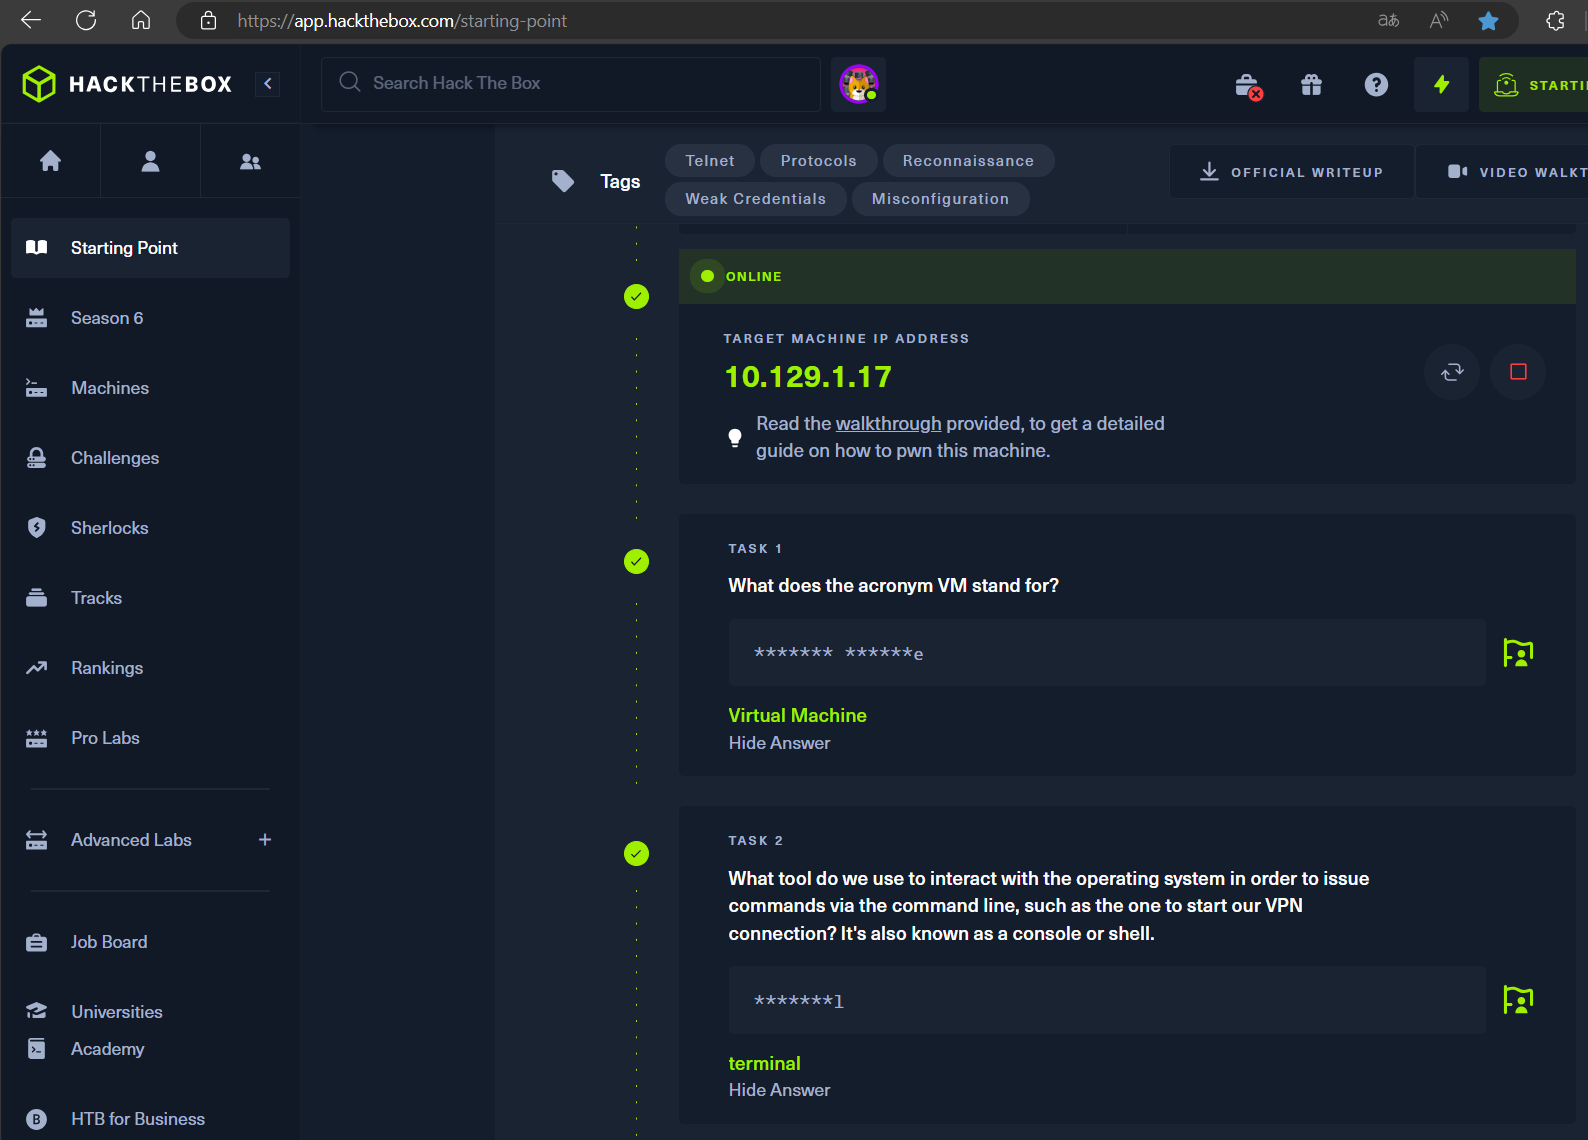 https://app.hackthebox.com/starting-point
HACKTHEBOX
Search Hack The Box
STARTI
Starting Point
Season 6
Machines
Challenges
Sherlocks
Tracks
Rankings
Pro Labs
Advanced Labs +
Job Board
Universities
Academy
HTB for Business
Tags
Telnet
Protocols
Reconnaissance
Weak Credentials
Misconfiguration
OFFICIAL WRITEUP
VIDEO WALKT
ONLINE
TARGET MACHINE IP ADDRESS
10.129.1.17
Read the walkthrough provided, to get a detailed
guide on how to pwn this machine.
TASK 1
What does the acronym VM stand for?
******* ******e
Virtual Machine
Hide Answer
TASK 2
What tool do we use to interact with the operating system in order to issue
commands via the command line, such as the one to start our VPN
connection? It's also known as a console or shell.
*******l
terminal
Hide Answer